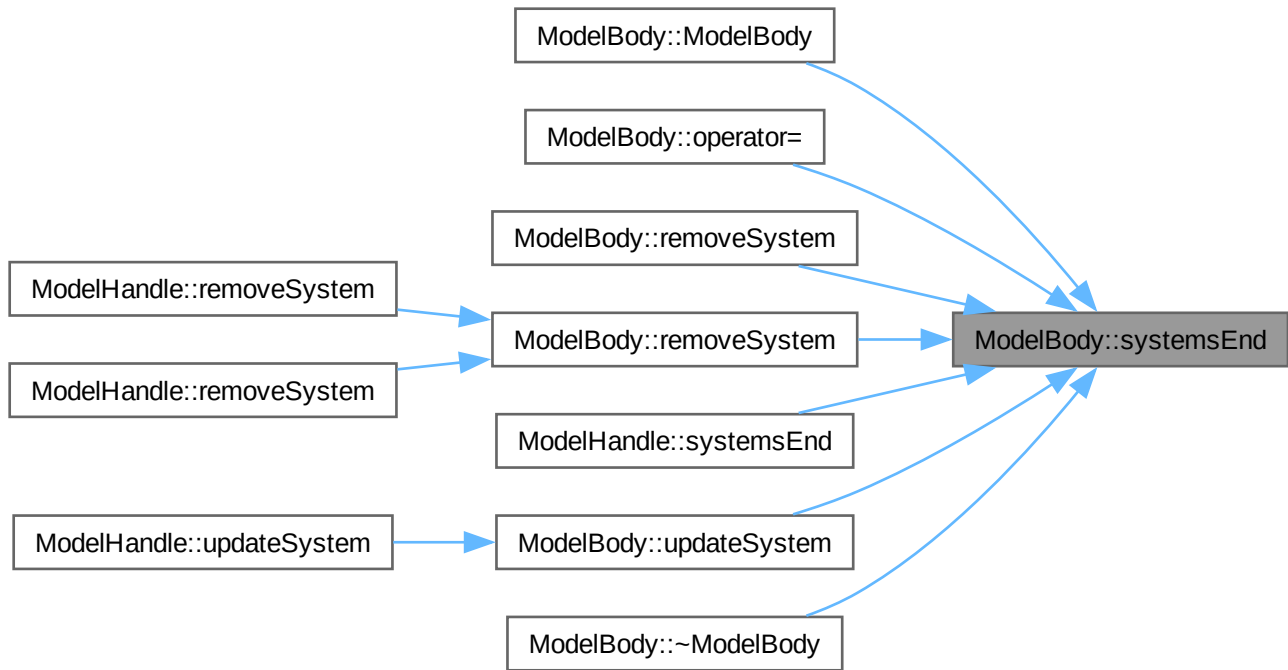 ModelBody::ModelBody
ModelBody::operator=
ModelBody::removeSystem
ModelHandle::removeSystem
ModelBody::removeSystem
ModelBody::systemsEnd
ModelHandle::removeSystem
ModelHandle::systemsEnd
ModelHandle::updateSystem
ModelBody::updateSystem
ModelBody::~ModelBody